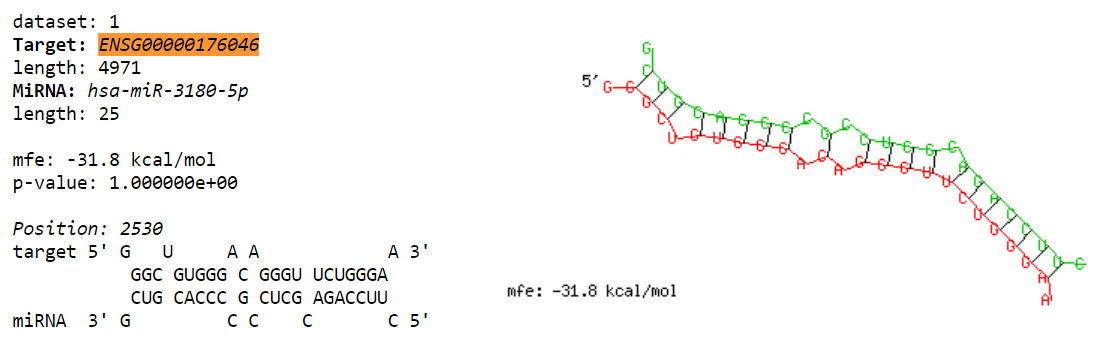 dataset: 1
Target: ENSG00000176046
length: 4971
MiRNA: hsa-miR-3180-5p
length: 25
mfe: -31.8 kcal/mol
p-value: 1.000000e+00
Position: 2530
target 5' G   U     A A            A 3'
           GGC GUGGG C GGGU UCUGGGA
           CUG CACCC G CUCG AGACCUU
miRNA  3' G         C C    C       C 5'
5'
mfe: -31.8 kcal/mol